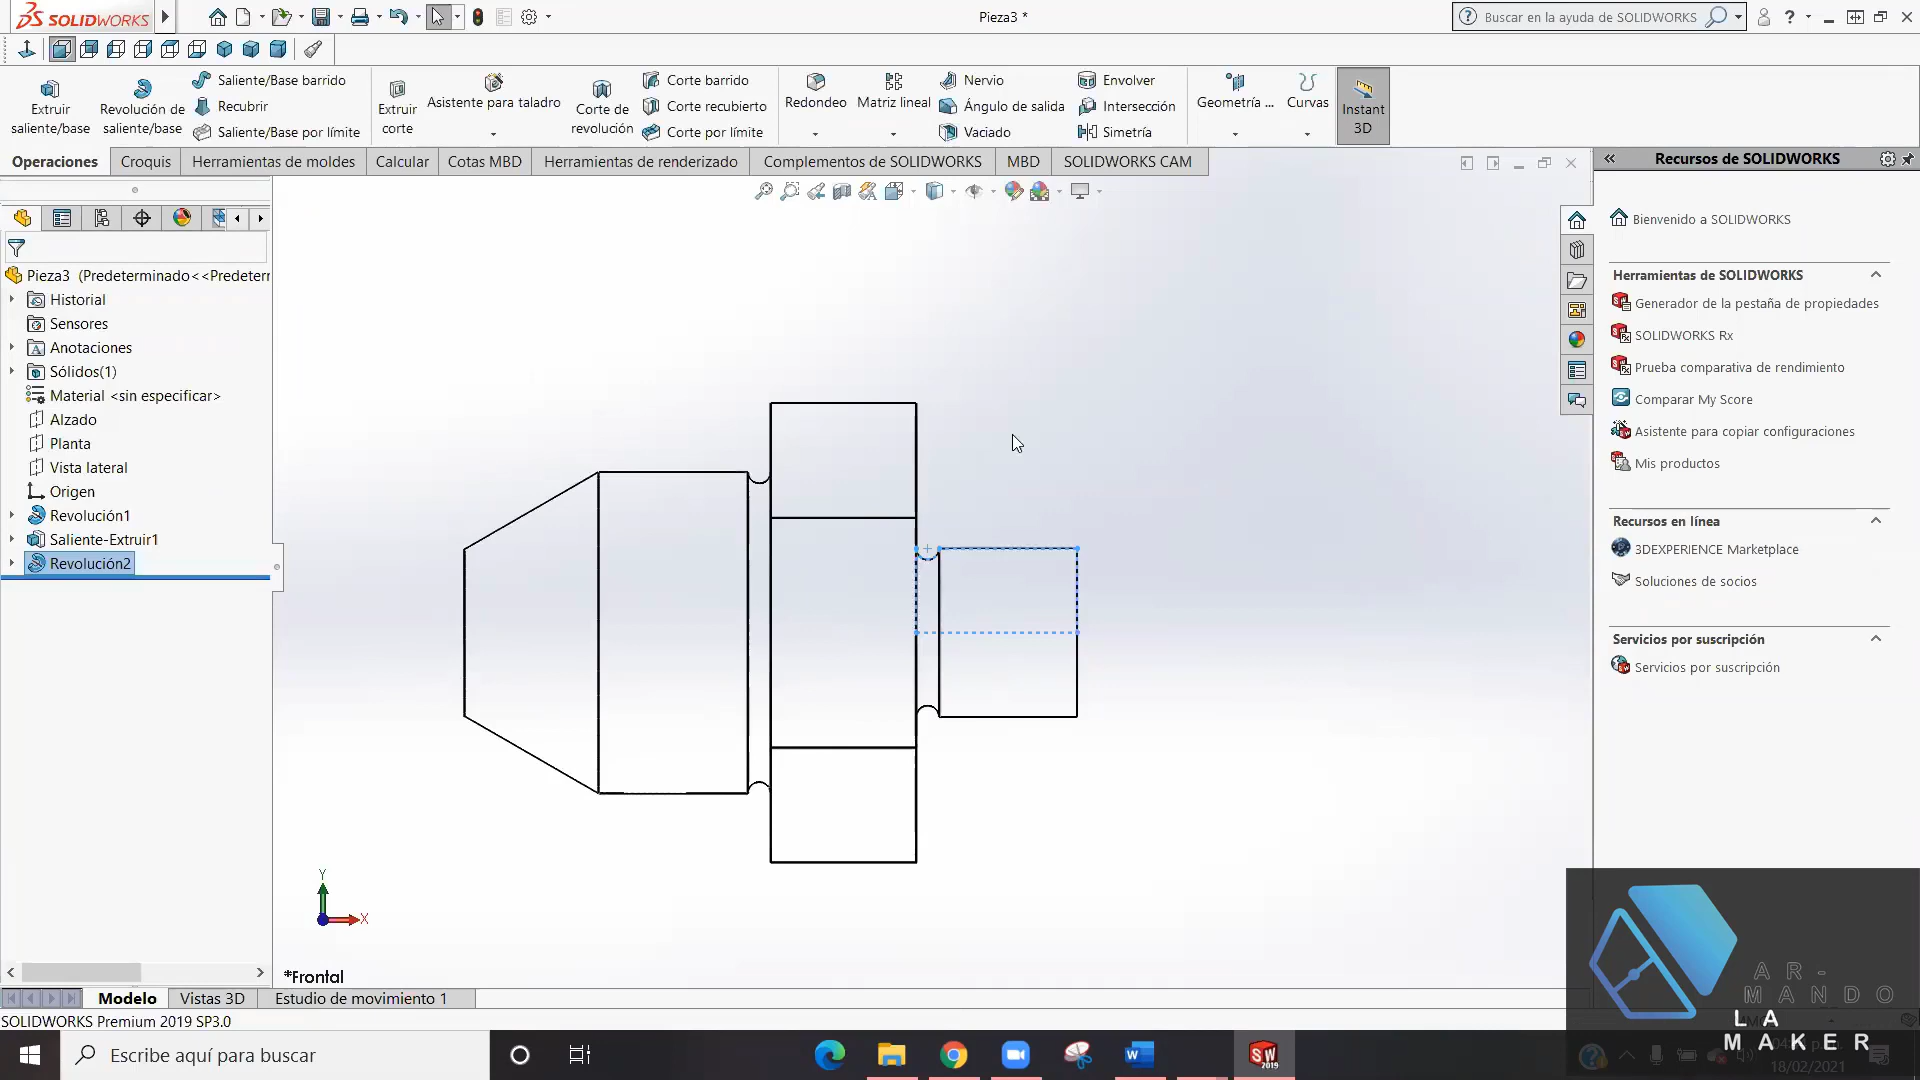 SOLIDWORKS
Pieza3 *
Buscar en la ayuda de SOLIDWORKS
Extruir saliente/base
Revolución de saliente/base
Saliente/Base barrido
Recubrir
Saliente/Base por límite
Extruir corte
Asistente para taladro
Corte de revolución
Corte barrido
Corte recubierto
Corte por límite
Redondeo
Matriz lineal
Nervio
Ángulo de salida
Vaciado
Envolver
Intersección
Simetría
Geometría ...
Curvas
Instant 3D
Operaciones
Croquis
Herramientas de moldes
Calcular
Cotas MBD
Herramientas de renderizado
Complementos de SOLIDWORKS
MBD
SOLIDWORKS CAM
Pieza3 (Predeterminado<<Predeterr
Historial
Sensores
Anotaciones
Sólidos(1)
Material <sin especificar>
Alzado
Planta
Vista lateral
Origen
Revolución1
Saliente-Extruir1
Revolución2
Y
X
*Frontal
Recursos de SOLIDWORKS
Bienvenido a SOLIDWORKS
Herramientas de SOLIDWORKS
Generador de la pestaña de propiedades
SOLIDWORKS Rx
Prueba comparativa de rendimiento
Comparar My Score
Asistente para copiar configuraciones
Mis productos
Recursos en línea
3DEXPERIENCE Marketplace
Soluciones de socios
Servicios por suscripción
Servicios por suscripción
Modelo
Vistas 3D
Estudio de movimiento 1
SOLIDWORKS Premium 2019 SP3.0
Escribe aquí para buscar
SW 2019
AR-
MANDO
LA
MAKER
18/02/2021